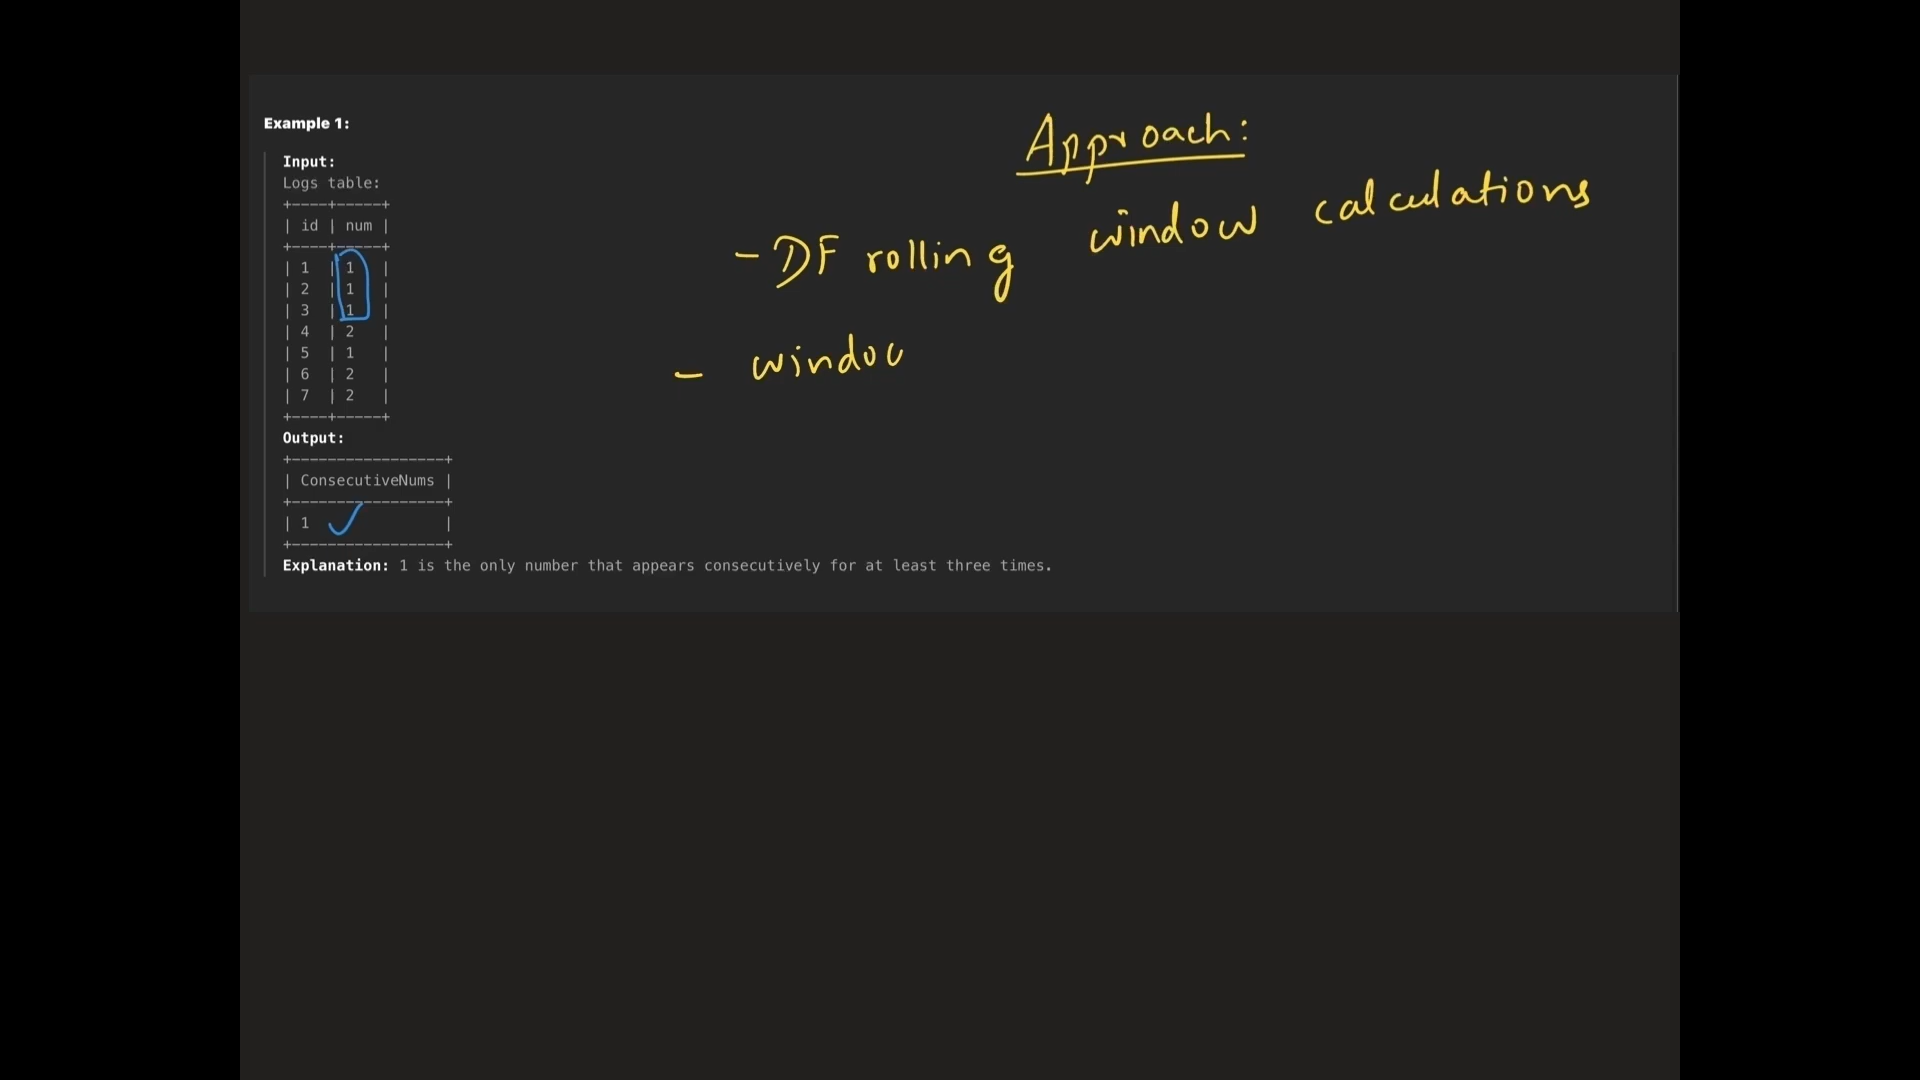 Example 1:
Input:
Logs table:
+----+-----+
| id | num |
+----+-----+
| 1 | 1 |
| 2 | 1 |
| 3 | 1 |
| 4 | 2 |
| 5 | 1 |
| 6 | 2 |
| 7 | 2 |
+----+-----+
Output:
+-----------------+
| ConsecutiveNums |
+-----------------+
| 1 |
+-----------------+
Explanation: 1 is the only number that appears consecutively for at least three times.
Approach:
- DF rolling window calculations
-